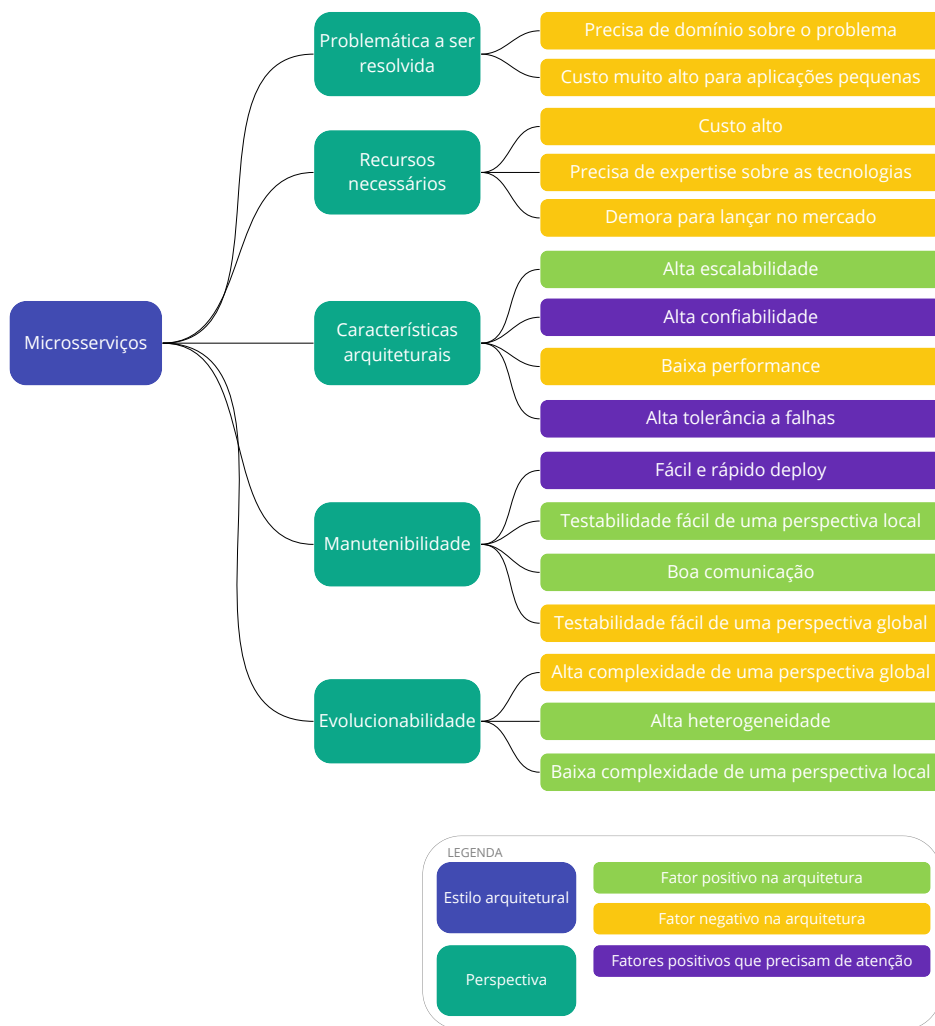 Microsserviços
Problemática a ser
resolvida
Precisa de domínio sobre o problema
Custo muito alto para aplicações pequenas
Recursos
necessários
Custo alto
Precisa de expertise sobre as tecnologias
Demora para lançar no mercado
Características
arquiteturais
Alta escalabilidade
Alta confiabilidade
Baixa performance
Alta tolerância a falhas
Manutenibilidade
Fácil e rápido deploy
Testabilidade fácil de uma perspectiva local
Boa comunicação
Testabilidade fácil de uma perspectiva global
Evolucionabilidade
Alta complexidade de uma perspectiva global
Alta heterogeneidade
Baixa complexidade de uma perspectiva local
LEGENDA
Estilo arquitetural
Perspectiva
Fator positivo na arquitetura
Fator negativo na arquitetura
Fatores positivos que precisam de atenção